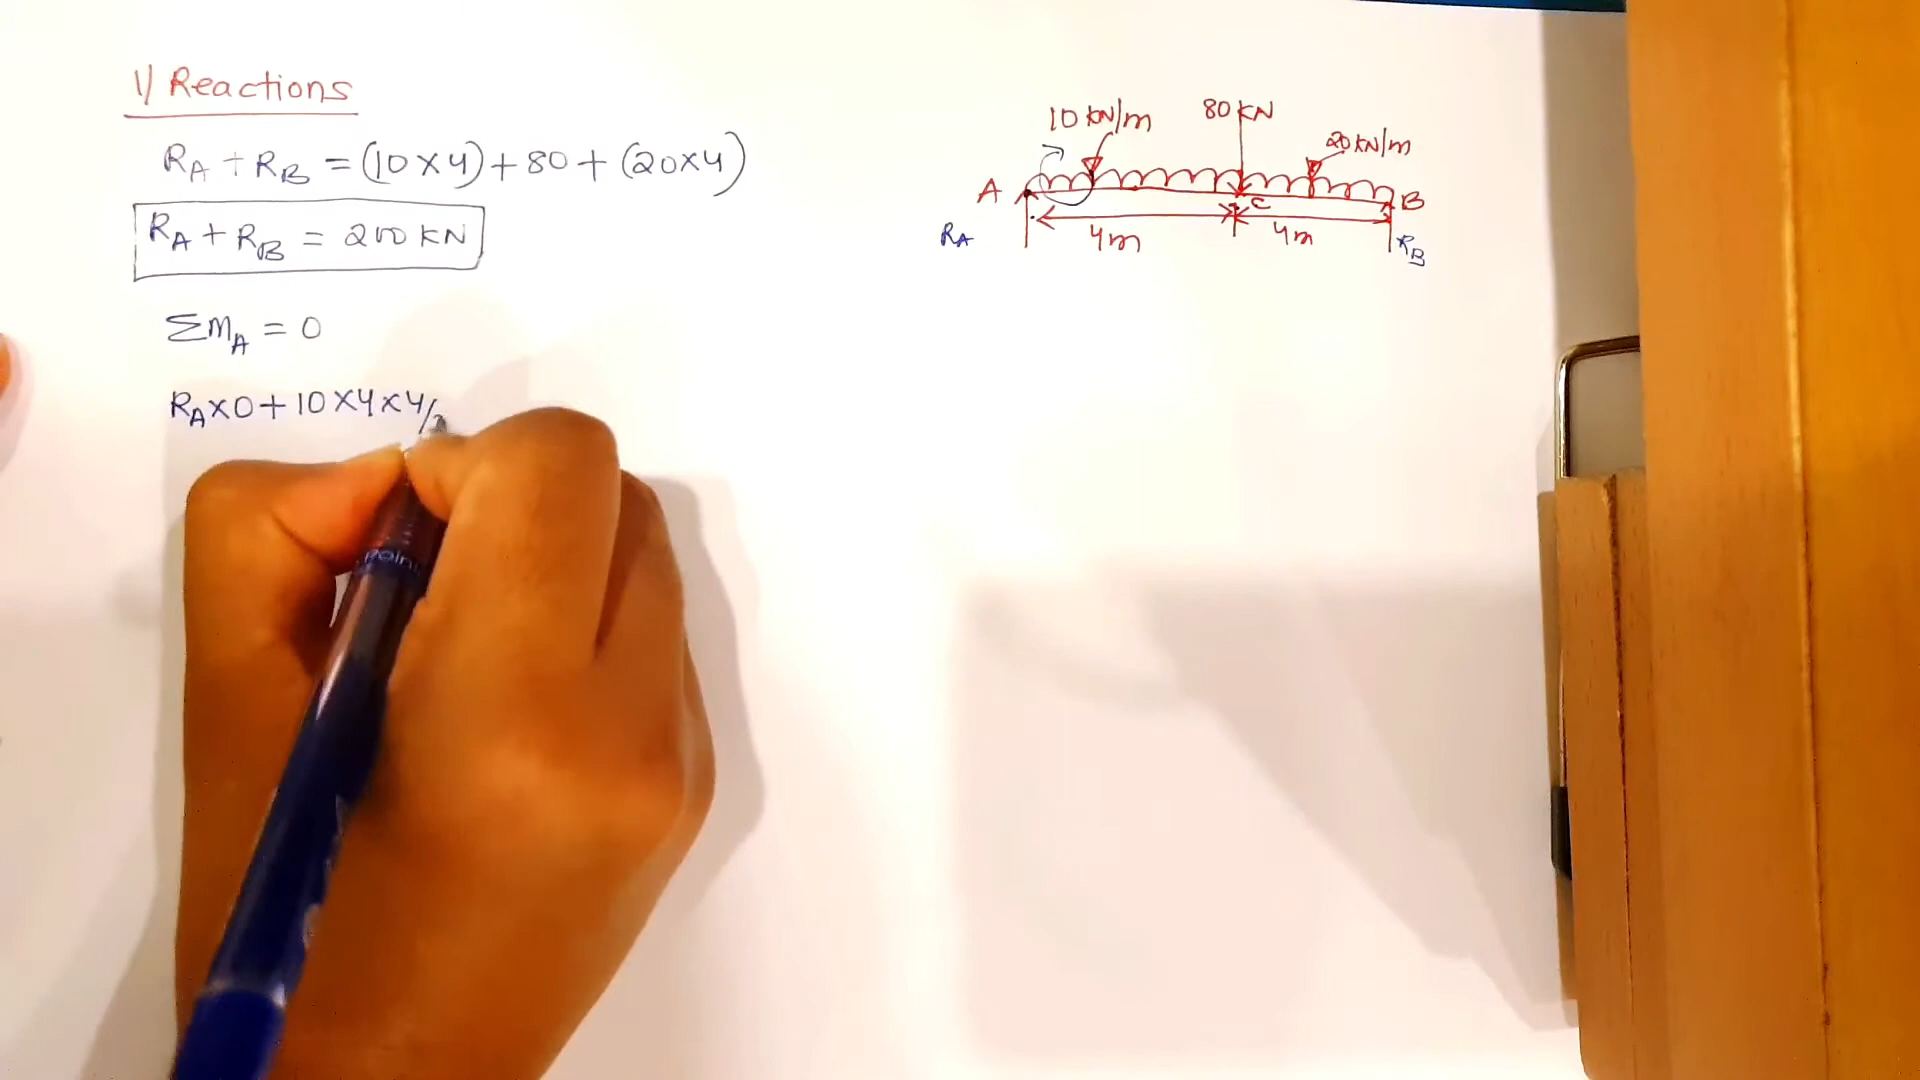 1) Reactions
RA + RB = (10×4) + 80 + (20×4)
RA + RB = 200 KN
ΣMA = 0
RA×0 + 10×4×4/2
10 KN/m
80 KN
20 KN/m
A
C
B
RA
4m
4m
RB
Point